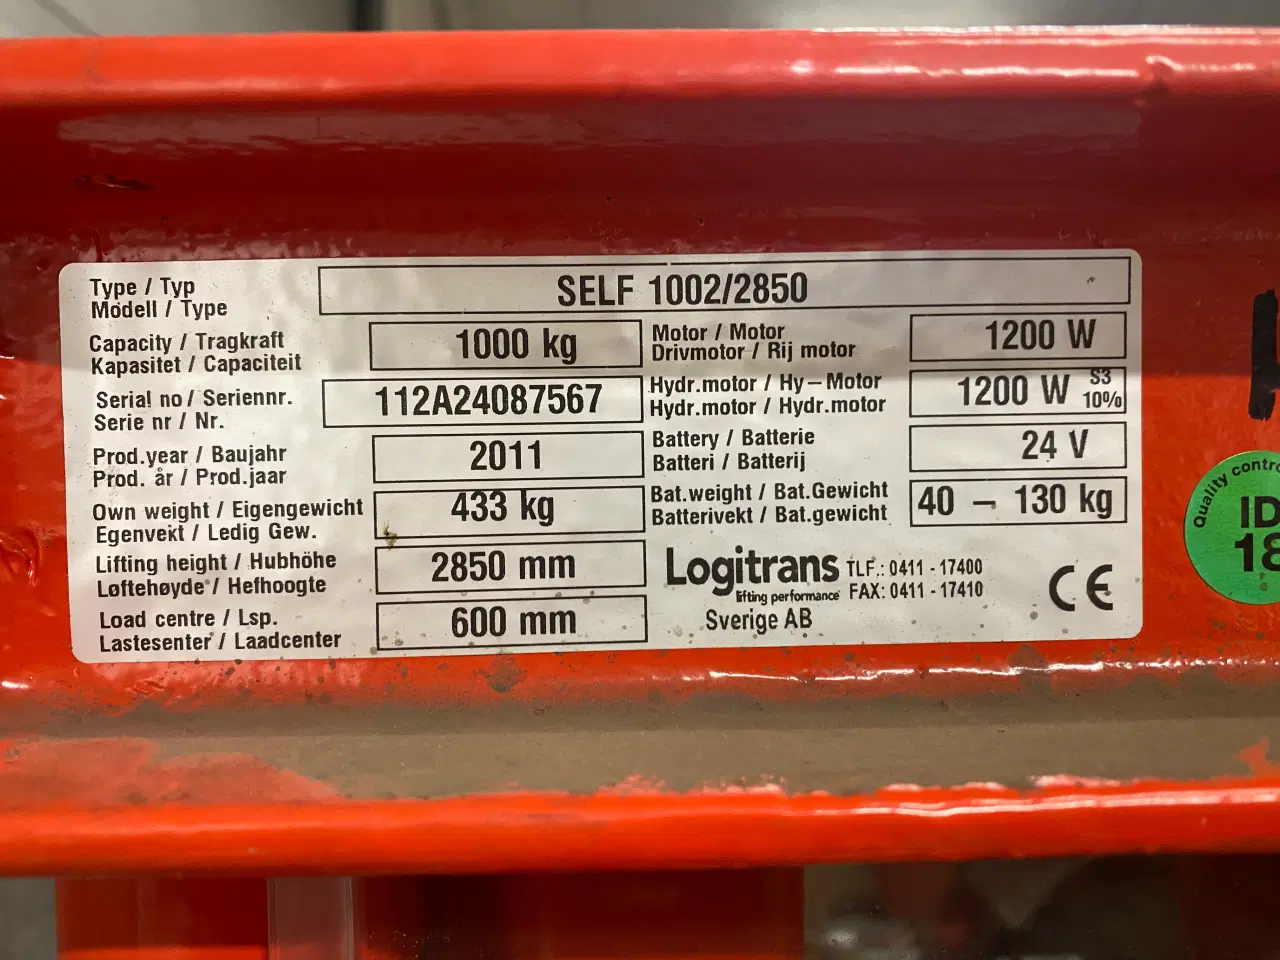 Type / Typ
Modell / Type
SELF 1002/2850
Capacity / Tragkraft
Kapasitet / Capaciteit
1000 kg
Serial no / Seriennr.
Serie nr / Nr.
112A24087567
Prod.year / Baujahr
Prod. år / Prod.jaar
2011
Own weight / Eigengewicht
Egenvekt / Ledig Gew.
433 kg
Lifting height / Hubhöhe
Løftehøyde / Hefhoogte
2850 mm
Load centre / Lsp.
Lastesenter / Laadcenter
600 mm
Motor / Motor
Drivmotor / Rij motor
1200 W
Hydr.motor / Hy-Motor
Hydr.motor / Hydr.motor
1200 W S3
10%
Battery / Batterie
Batteri / Batterij
24 V
Bat.weight / Bat.Gewicht
Batterivekt / Bat.gewicht
40 - 130 kg
Logitrans
lifting performance
Sverige AB
TLF.: 0411 - 17400
FAX: 0411 - 17410
CE
Quality
ID